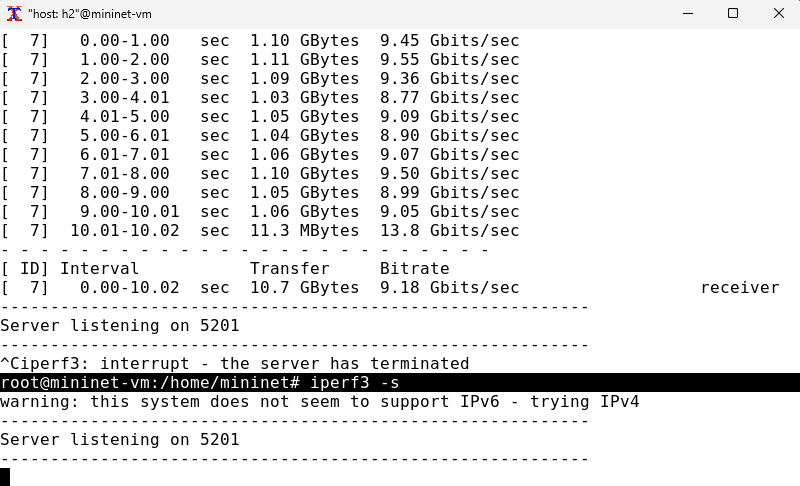 "host: h2"@mininet-vm
[  7]   0.00-1.00   sec  1.10 GBytes  9.45 Gbits/sec
[  7]   1.00-2.00   sec  1.11 GBytes  9.55 Gbits/sec
[  7]   2.00-3.00   sec  1.09 GBytes  9.36 Gbits/sec
[  7]   3.00-4.01   sec  1.03 GBytes  8.77 Gbits/sec
[  7]   4.01-5.00   sec  1.05 GBytes  9.09 Gbits/sec
[  7]   5.00-6.01   sec  1.04 GBytes  8.90 Gbits/sec
[  7]   6.01-7.01   sec  1.06 GBytes  9.07 Gbits/sec
[  7]   7.01-8.00   sec  1.10 GBytes  9.50 Gbits/sec
[  7]   8.00-9.00   sec  1.05 GBytes  8.99 Gbits/sec
[  7]   9.00-10.01  sec  1.06 GBytes  9.05 Gbits/sec
[  7]  10.01-10.02  sec  11.3 MBytes  13.8 Gbits/sec
- - - - - - - - - - - - - - - - - - - - - - - - -
[ ID] Interval           Transfer     Bitrate
[  7]   0.00-10.02  sec  10.7 GBytes  9.18 Gbits/sec                  receiver
-----------------------------------------------------------
Server listening on 5201
-----------------------------------------------------------
^Ciperf3: interrupt - the server has terminated
root@mininet-vm:/home/mininet# iperf3 -s
warning: this system does not seem to support IPv6 - trying IPv4
-----------------------------------------------------------
Server listening on 5201
-----------------------------------------------------------